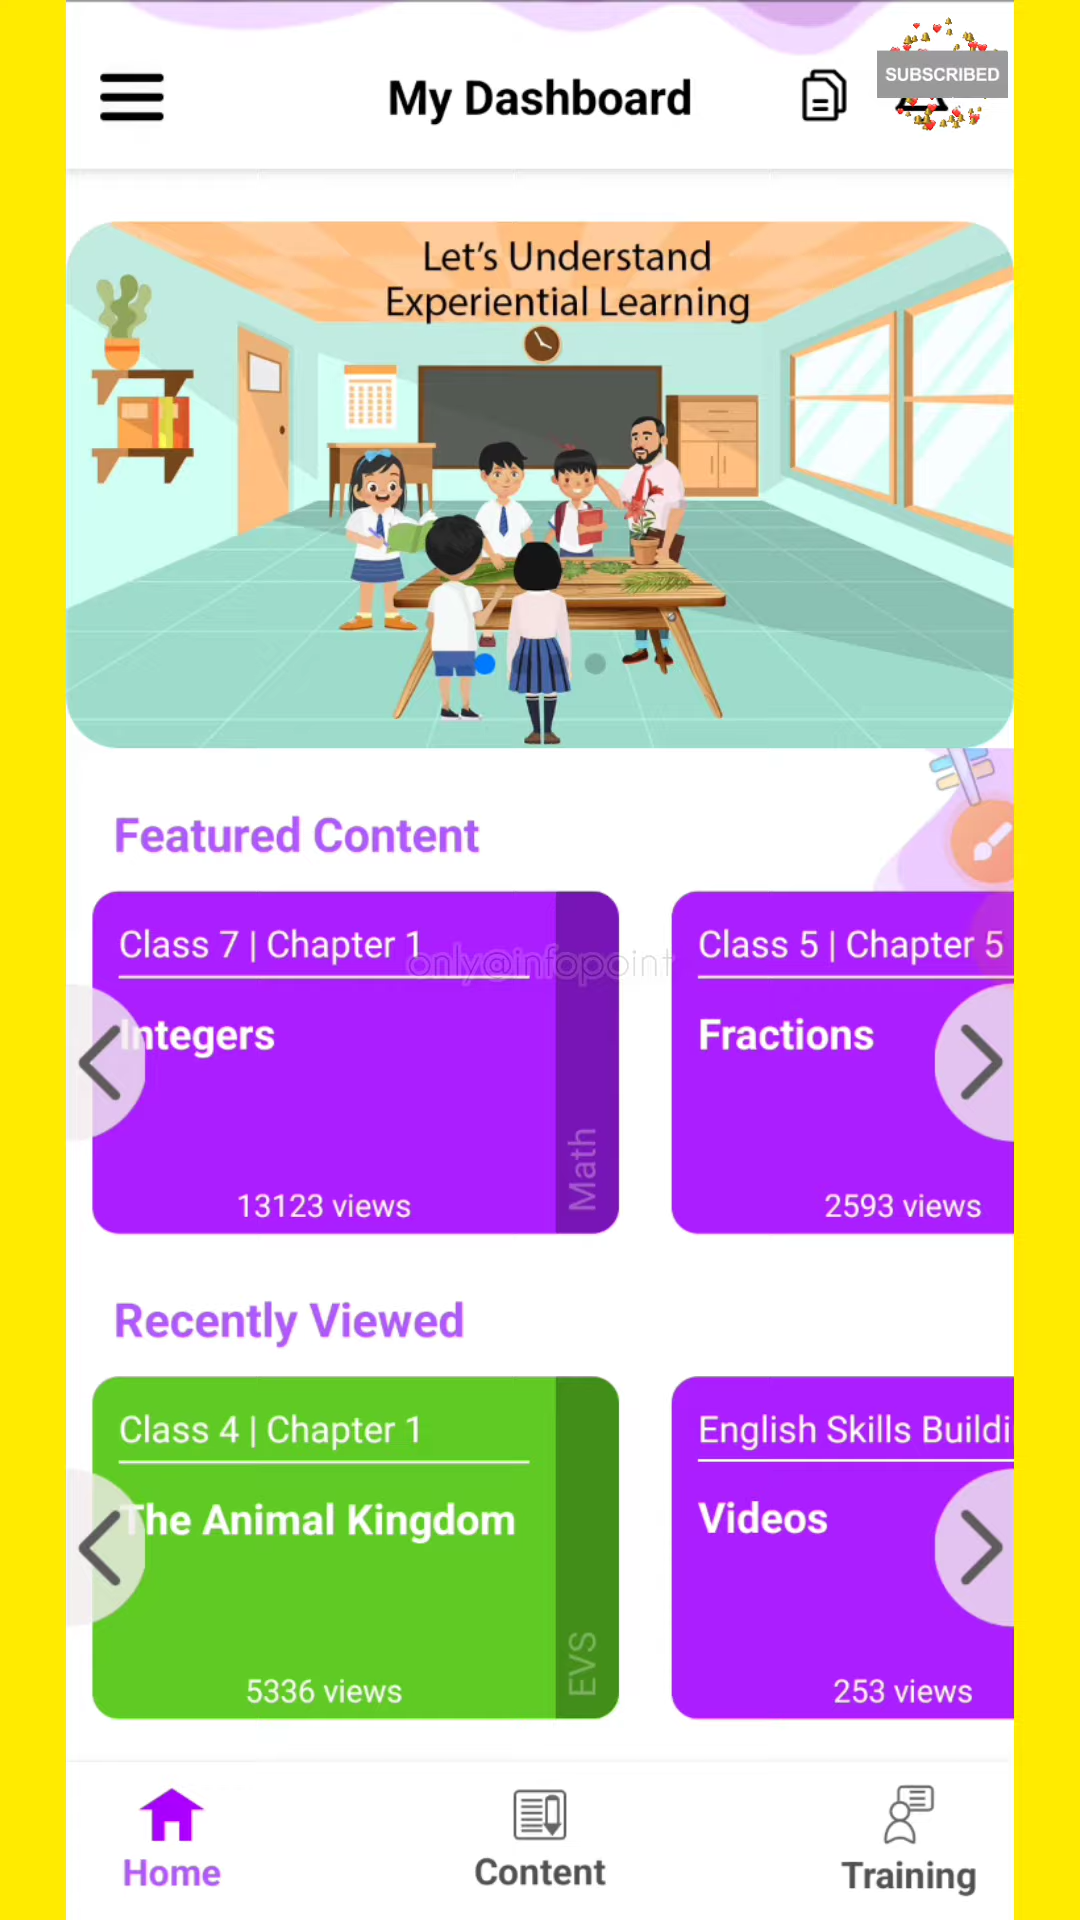 My Dashboard
SUBSCRIBED
Let's Understand
Experiential Learning
Featured Content
Class 7 | Chapter 1
Integers
13123 views
Math
Class 5 | Chapter 5
Fractions
2593 views
only@infopoint
Recently Viewed
Class 4 | Chapter 1
The Animal Kingdom
5336 views
EVS
English Skills Buildi
Videos
253 views
Home
Content
Training